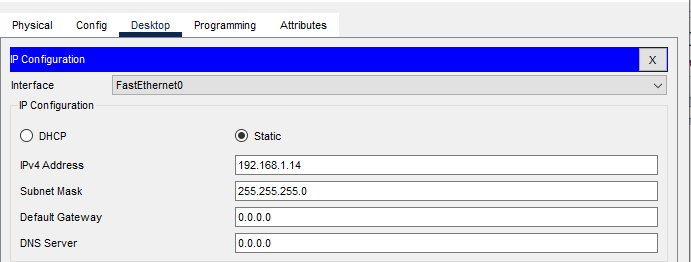 Physical Config Desktop Programming Attributes
IP Configuration X
Interface FastEthernet0
IP Configuration
DHCP Static
IPv4 Address 192.168.1.14
Subnet Mask 255.255.255.0
Default Gateway 0.0.0.0
DNS Server 0.0.0.0